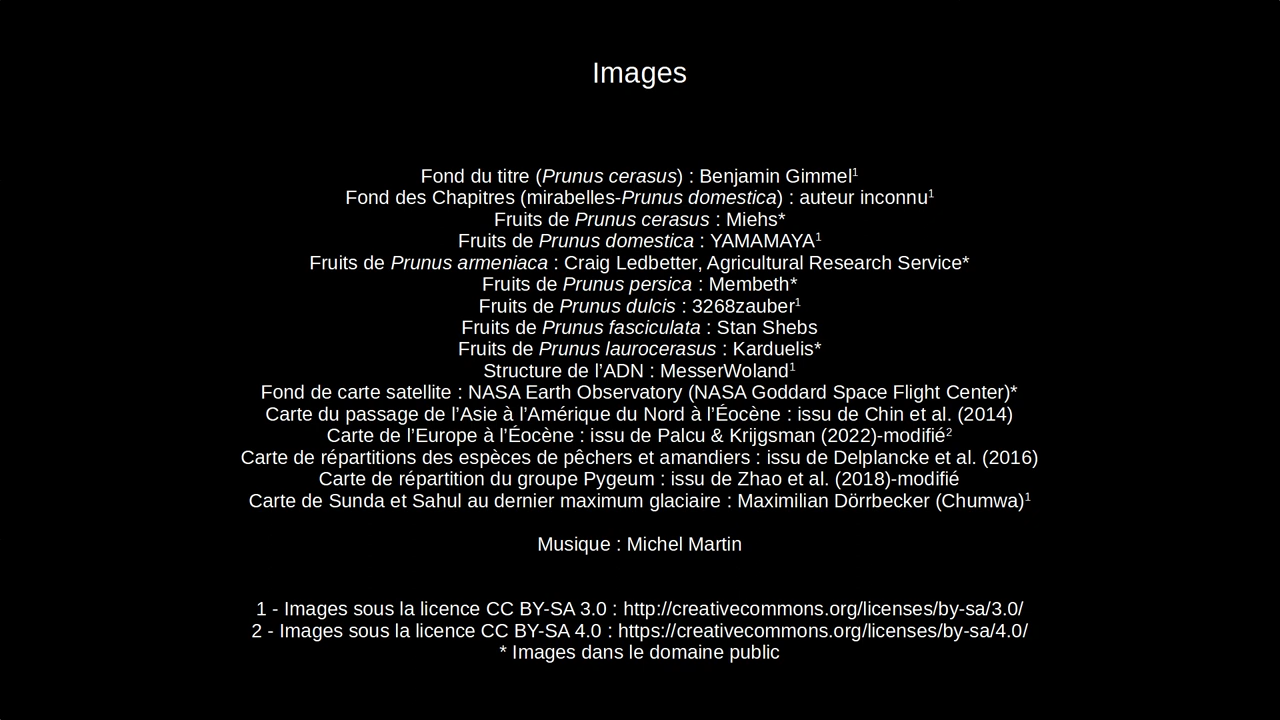 Images
Fond du titre (Prunus cerasus) : Benjamin Gimmel¹
Fond des Chapitres (mirabelles-Prunus domestica) : auteur inconnu¹
Fruits de Prunus cerasus : Miehs*
Fruits de Prunus domestica : YAMAMAYA¹
Fruits de Prunus armeniaca : Craig Ledbetter, Agricultural Research Service*
Fruits de Prunus persica : Membeth*
Fruits de Prunus dulcis : 3268zauber¹
Fruits de Prunus fasciculata : Stan Shebs
Fruits de Prunus laurocerasus : Karduelis*
Structure de l’ADN : MesserWoland¹
Fond de carte satellite : NASA Earth Observatory (NASA Goddard Space Flight Center)*
Carte du passage de l’Asie à l’Amérique du Nord à l’Éocène : issu de Chin et al. (2014)
Carte de l’Europe à l’Éocène : issu de Palcu & Krijgsman (2022)-modifié²
Carte de répartitions des espèces de pêchers et amandiers : issu de Delplancke et al. (2016)
Carte de répartition du groupe Pygeum : issu de Zhao et al. (2018)-modifié
Carte de Sunda et Sahul au dernier maximum glaciaire : Maximilian Dörrbecker (Chumwa)¹
Musique : Michel Martin
1 - Images sous la licence CC BY-SA 3.0 : http://creativecommons.org/licenses/by-sa/3.0/
2 - Images sous la licence CC BY-SA 4.0 : https://creativecommons.org/licenses/by-sa/4.0/
* Images dans le domaine public